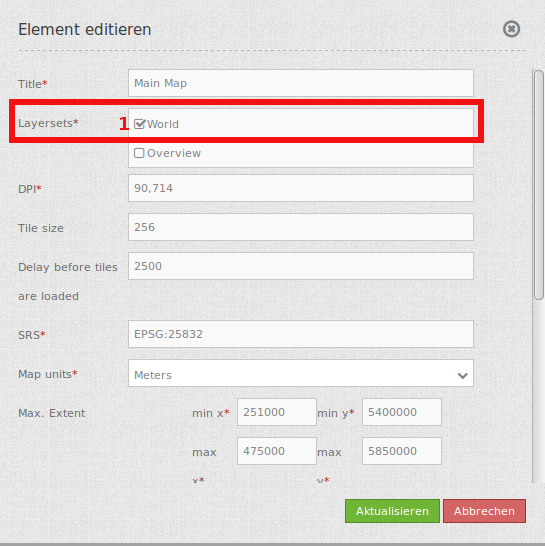 Element editieren
Title* Main Map
Layersets* 1 World
Overview
DPI* 90,714
Tile size 256
Delay before tiles 2500
are loaded
SRS* EPSG:25832
Map units* Meters
Max. Extent min x* 251000 min y* 5400000
max 475000 max 5850000
x* y*
Aktualisieren Abbrechen